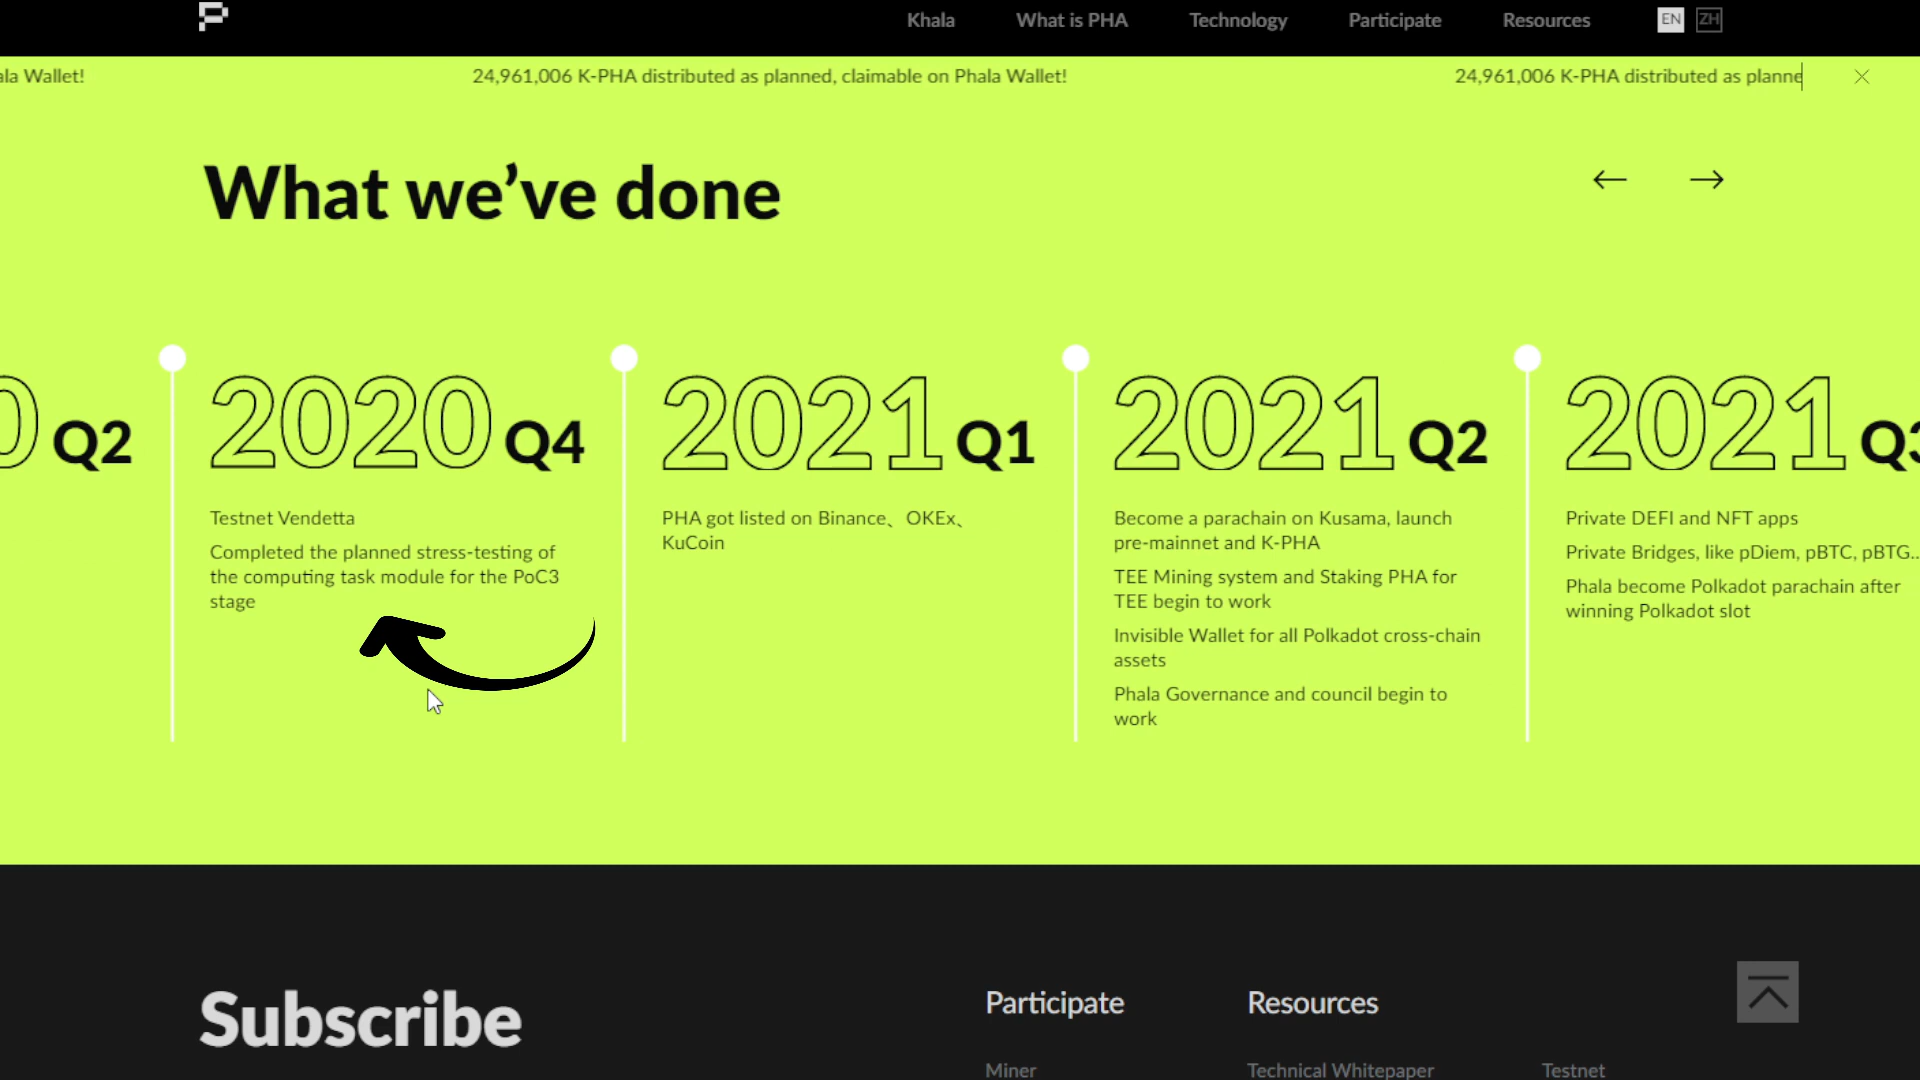 Khala What is PHA Technology Participate Resources EN ZH
ala Wallet! 24,961,006 K-PHA distributed as planned, claimable on Phala Wallet! 24,961,006 K-PHA distributed as planne
What we’ve done
0 Q2
2020 Q4
Testnet Vendetta
Completed the planned stress-testing of
the computing task module for the PoC3
stage
2021 Q1
PHA got listed on Binance、OKEx、
KuCoin
2021 Q2
Become a parachain on Kusama, launch
pre-mainnet and K-PHA
TEE Mining system and Staking PHA for
TEE begin to work
Invisible Wallet for all Polkadot cross-chain
assets
Phala Governance and council begin to
work
2021 Q3
Private DEFI and NFT apps
Private Bridges, like pDiem, pBTC, pBTG..
Phala become Polkadot parachain after
winning Polkadot slot
Subscribe
Participate
Miner
Resources
Technical Whitepaper Testnet